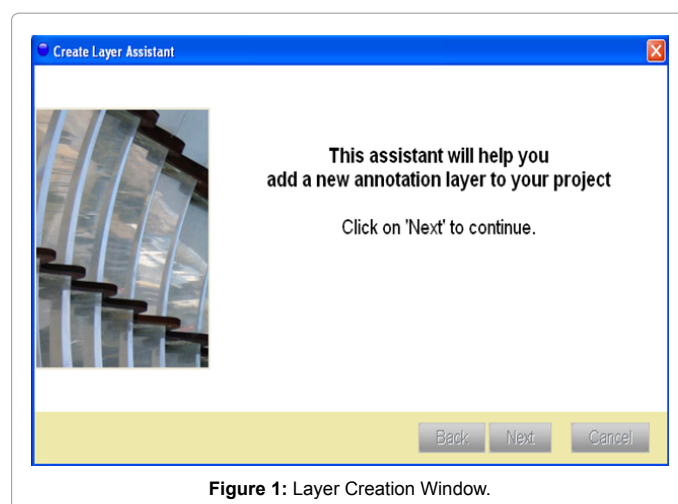 Create Layer Assistant
This assistant will help you
add a new annotation layer to your project
Click on 'Next' to continue.
Back Next Cancel
Figure 1: Layer Creation Window.